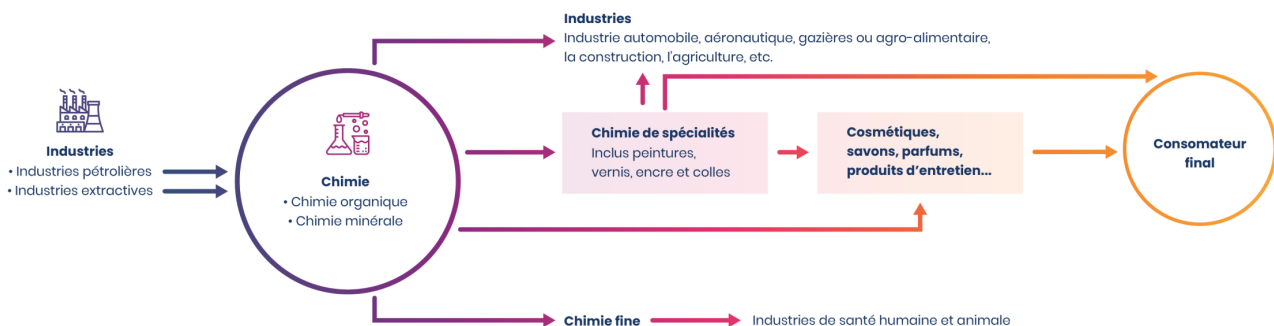 Industries
• Industries pétrolières
• Industries extractives
Chimie
• Chimie organique
• Chimie minérale
Industries
Industrie automobile, aéronautique, gazières ou agro-alimentaire,
la construction, l'agriculture, etc.
Chimie de spécialités
Inclus peintures,
vernis, encre et colles
Cosmétiques,
savons, parfums,
produits d'entretien...
Consomateur
final
Chimie fine
Industries de santé humaine et animale